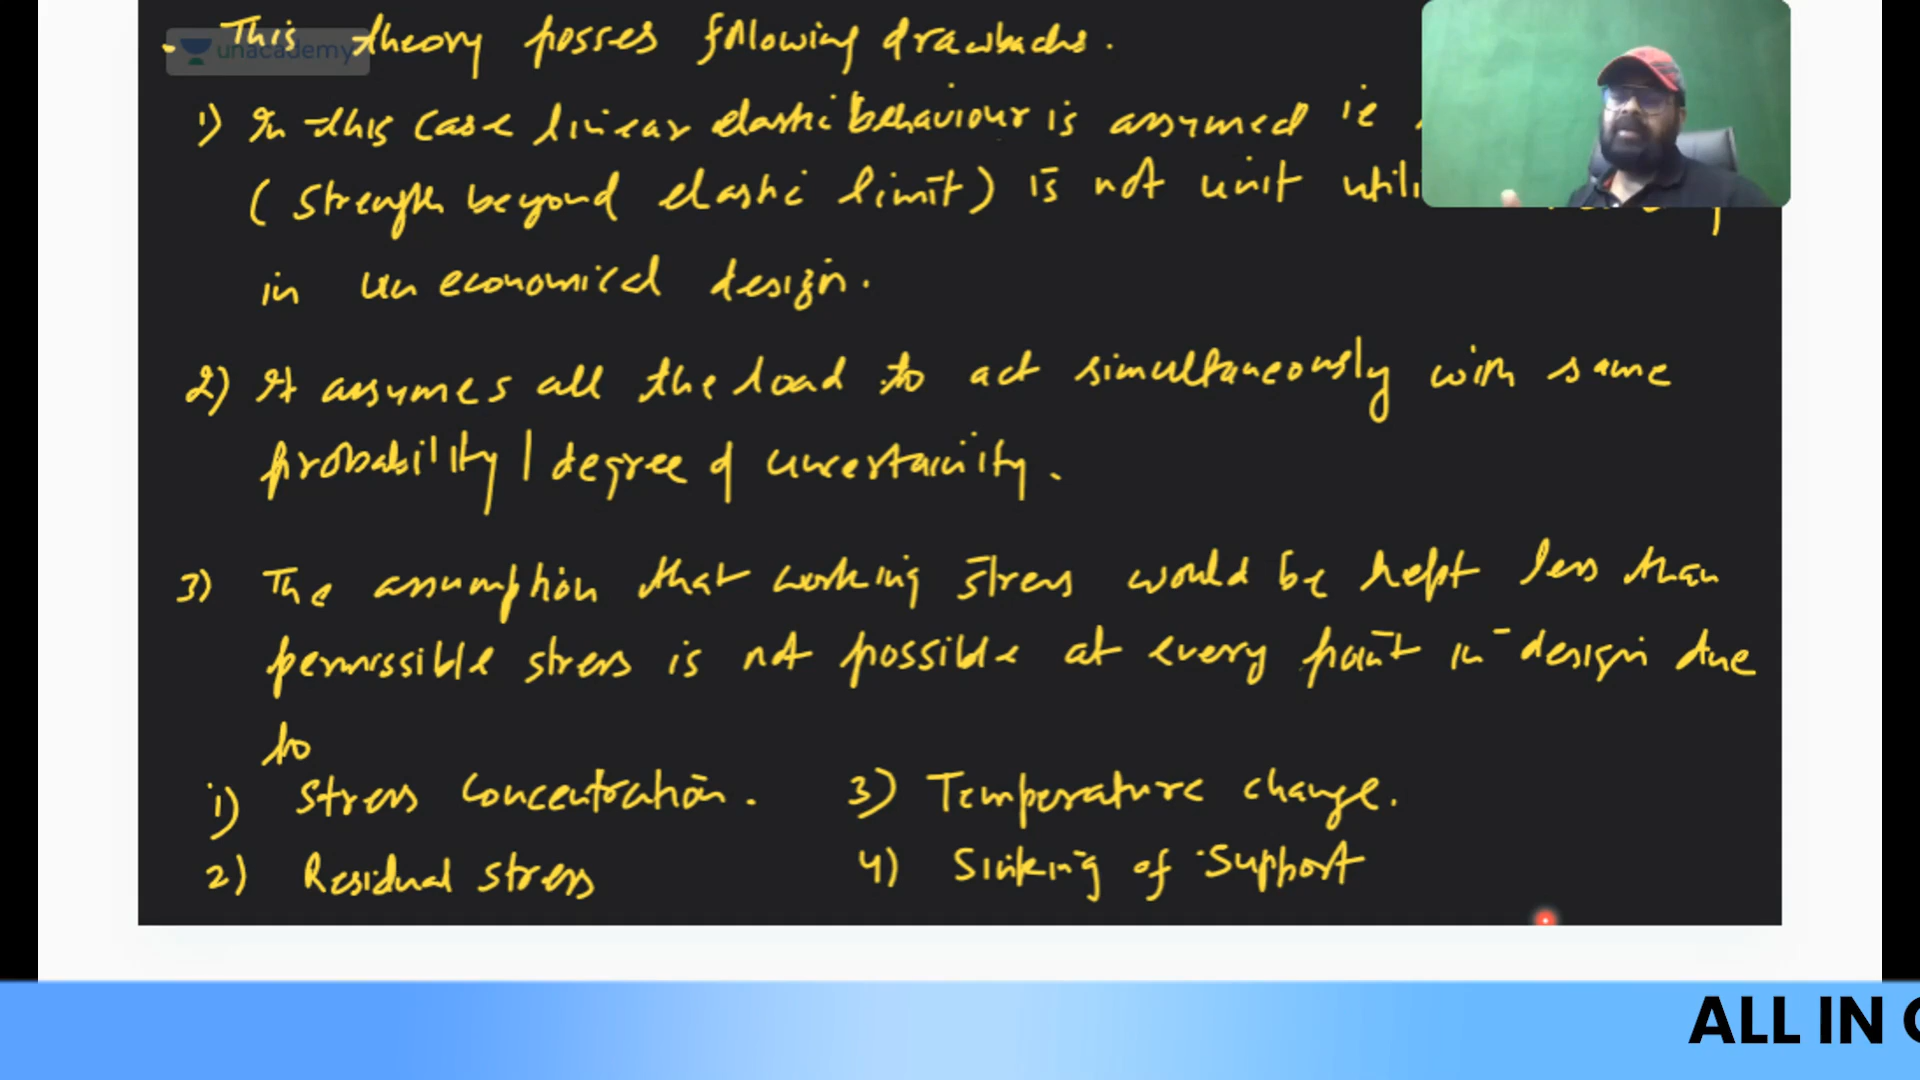 - This theory posses following drawbacks.
unacademy
1) In this case linear elastic behaviour is assumed ie
(strength beyond elastic limit) is not unit utili
in uneconomical design.
2) It assumes all the load to act simultaneously with same
probability / degree of uncertainity.
3) The assumption that working stress would be kept less than
permissible stress is not possible at every point in design due
to
i) Stress concentration.
3) Temperature change.
2) Residual stress
4) Sinking of Support
ALL IN